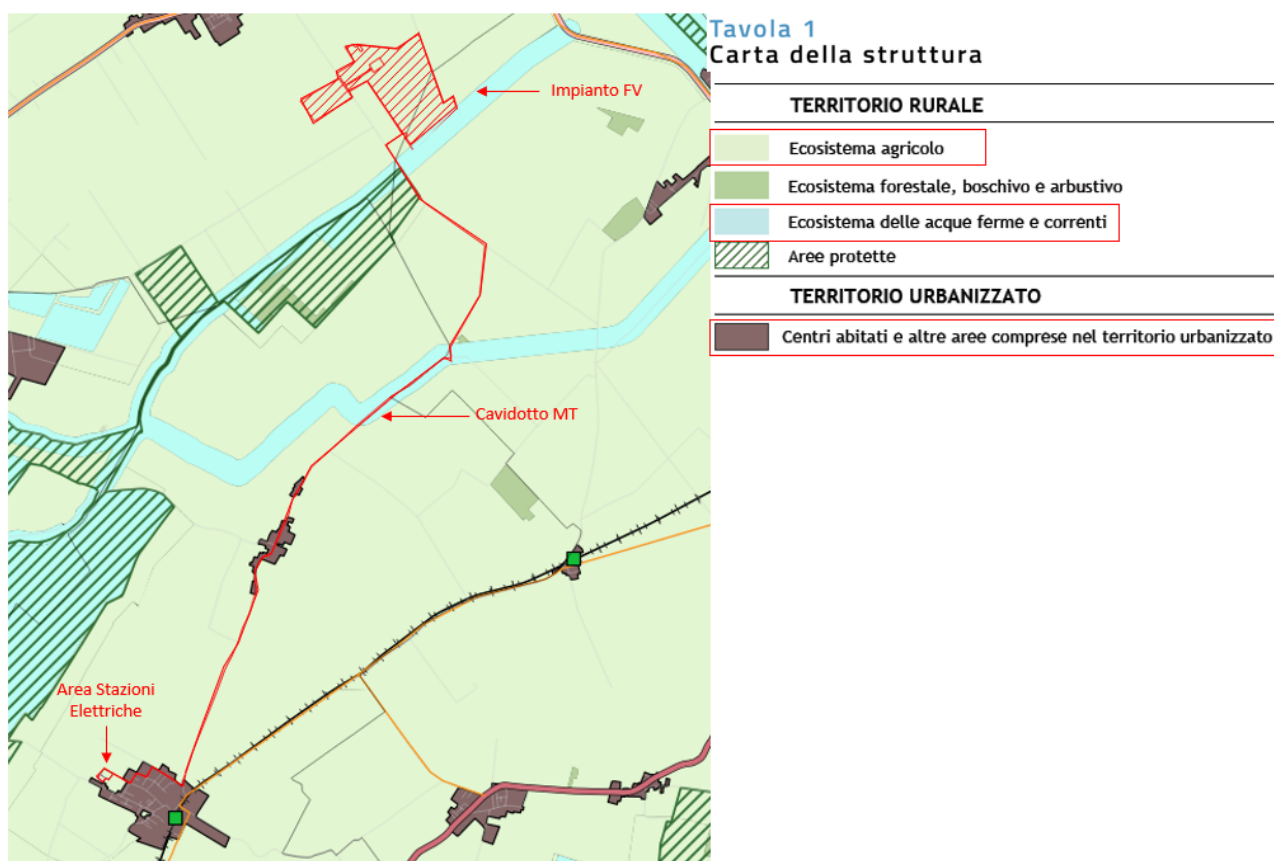 Tavola 1
Carta della struttura
TERRITORIO RURALE
Ecosistema agricolo
Ecosistema forestale, boschivo e arbustivo
Ecosistema delle acque ferme e correnti
Aree protette
TERRITORIO URBANIZZATO
Centri abitati e altre aree comprese nel territorio urbanizzato
Impianto FV
Cavidotto MT
Area Stazioni
Elettriche